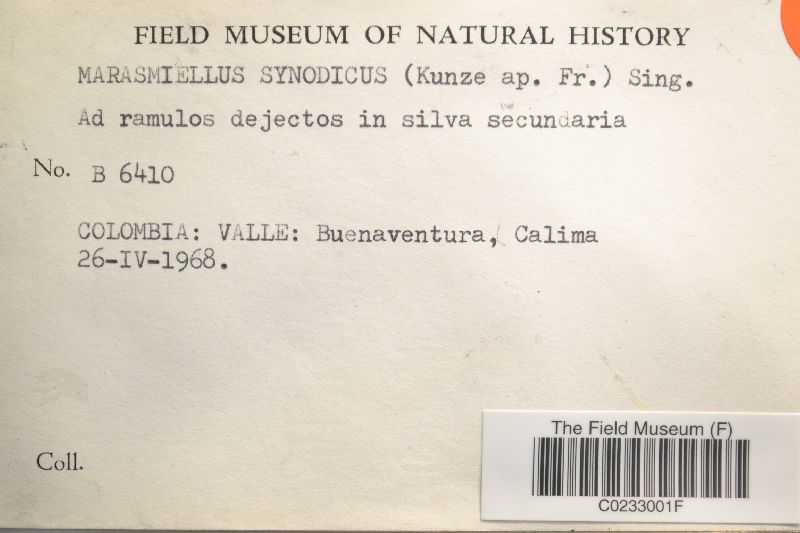 FIELD MUSEUM OF NATURAL HISTORY
MARASMIELLUS SYNODICUS (Kunze ap. Fr.) Sing.
Ad ramulos dejectos in silva secundaria
No. B 6410
COLOMBIA: VALLE: Buenaventura, Calima
26-IV-1968.
Coll.
The Field Museum (F)
C0233001F